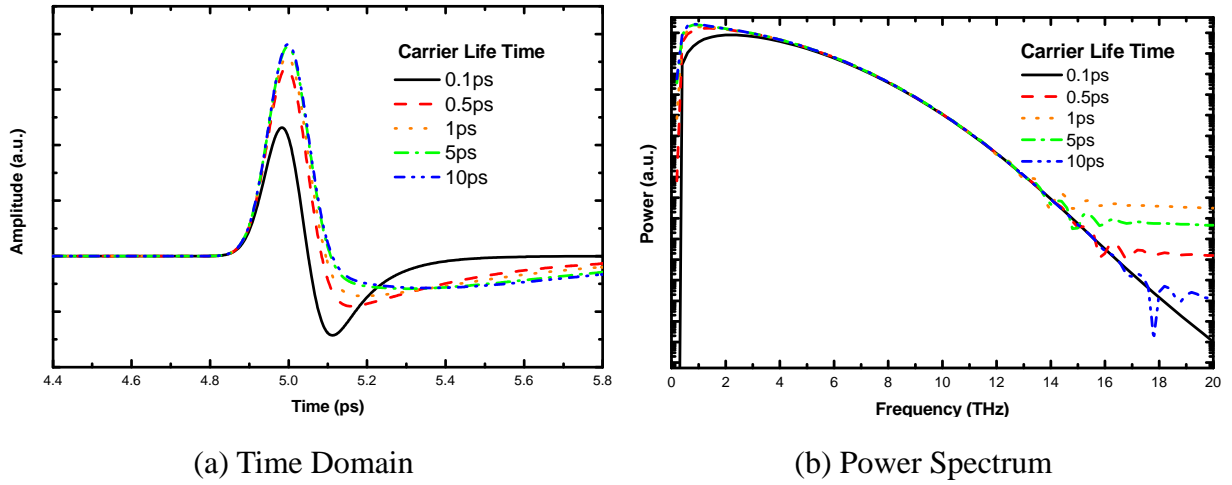 Carrier Life Time
0.1ps
0.5ps
1ps
5ps
10ps
Amplitude (a.u.)
4.4 4.6 4.8 5.0 5.2 5.4 5.6 5.8
Time (ps)
(a) Time Domain
Carrier Life Time
0.1ps
0.5ps
1ps
5ps
10ps
Power (a.u.)
0 2 4 6 8 10 12 14 16 18 20
Frequency (THz)
(b) Power Spectrum